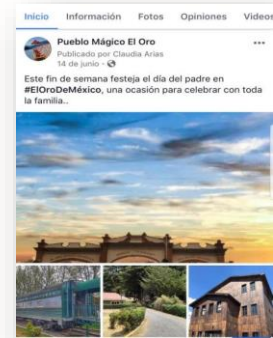 Inicio Información Fotos Opiniones Videos
Pueblo Mágico El Oro
Publicado por Claudia Arias
14 de junio ·
Este fin de semana festeja el día del padre en
#ElOroDeMéxico, una ocasión para celebrar con toda
la familia..